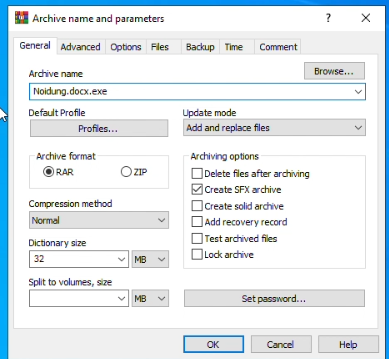 Archive name and parameters
? X
General Advanced Options Files Backup Time Comment
Archive name
Browse...
Noidung.docx.exe
Default Profile
Profiles...
Update mode
Add and replace files
Archive format
RAR ZIP
Compression method
Normal
Dictionary size
32 MB
Split to volumes, size
MB
Archiving options
Delete files after archiving
Create SFX archive
Create solid archive
Add recovery record
Test archived files
Lock archive
Set password...
OK Cancel Help